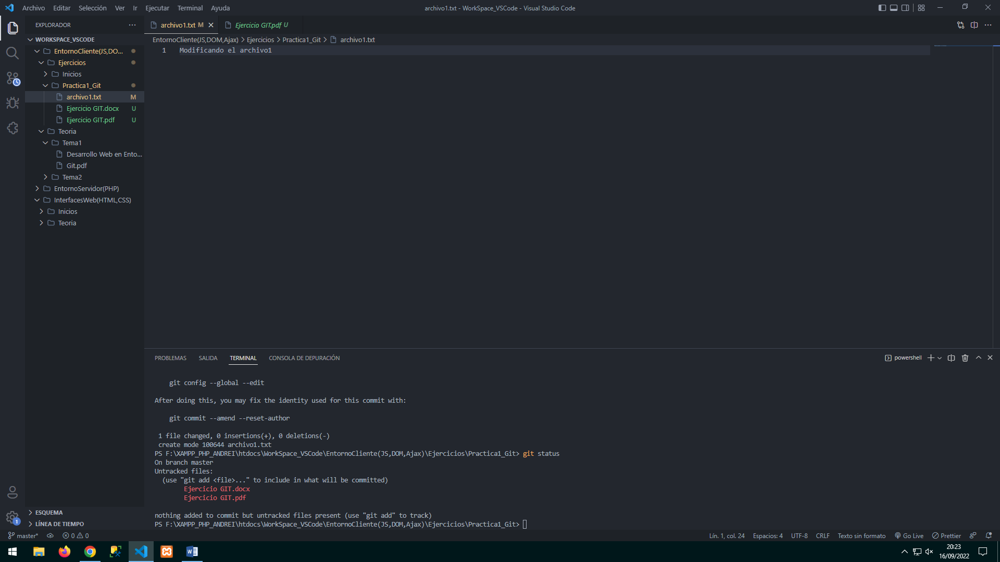 Archivo Editar Selección Ver Ir Ejecutar Terminal Ayuda
archivo1.txt - WorkSpace_VSCode - Visual Studio Code
EXPLORADOR
WORKSPACE_VSCODE
EntornoCliente(JS,DO...
Ejercicios
Inicios
Practica1_Git
archivo1.txt M
Ejercicio GIT.docx U
Ejercicio GIT.pdf U
Teoria
Tema1
Desarrollo Web en Ento...
Git.pdf
Tema2
EntornoServidor(PHP)
InterfacesWeb(HTML,CSS)
Inicios
Teoria
ESQUEMA
LÍNEA DE TIEMPO
archivo1.txt M
Ejercicio GIT.pdf U
EntornoCliente(JS,DOM,Ajax) > Ejercicios > Practica1_Git > archivo1.txt
1 Modificando el archivo1
PROBLEMAS SALIDA TERMINAL CONSOLA DE DEPURACIÓN
powershell
git config --global --edit
After doing this, you may fix the identity used for this commit with:
git commit --amend --reset-author
1 file changed, 0 insertions(+), 0 deletions(-)
create mode 100644 archivo1.txt
PS F:\XAMPP_PHP_ANDREI\htdocs\WorkSpace_VSCode\EntornoCliente(JS,DOM,Ajax)\Ejercicios\Practica1_Git> git status
On branch master
Untracked files:
(use "git add <file>..." to include in what will be committed)
Ejercicio GIT.docx
Ejercicio GIT.pdf
nothing added to commit but untracked files present (use "git add" to track)
PS F:\XAMPP_PHP_ANDREI\htdocs\WorkSpace_VSCode\EntornoCliente(JS,DOM,Ajax)\Ejercicios\Practica1_Git>
1
master* 0 0
Lín. 1, col. 24 Espacios: 4 UTF-8 CRLF Texto sin formato Go Live Prettier
20:23
16/09/2022